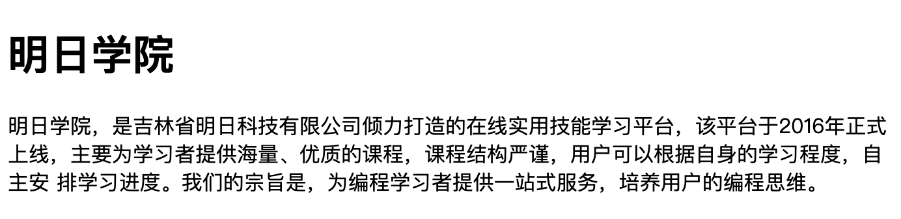 明日学院
明日学院，是吉林省明日科技有限公司倾力打造的在线实用技能学习平台，该平台于2016年正式
上线，主要为学习者提供海量、优质的课程，课程结构严谨，用户可以根据自身的学习程度，自
主安 排学习进度。我们的宗旨是，为编程学习者提供一站式服务，培养用户的编程思维。